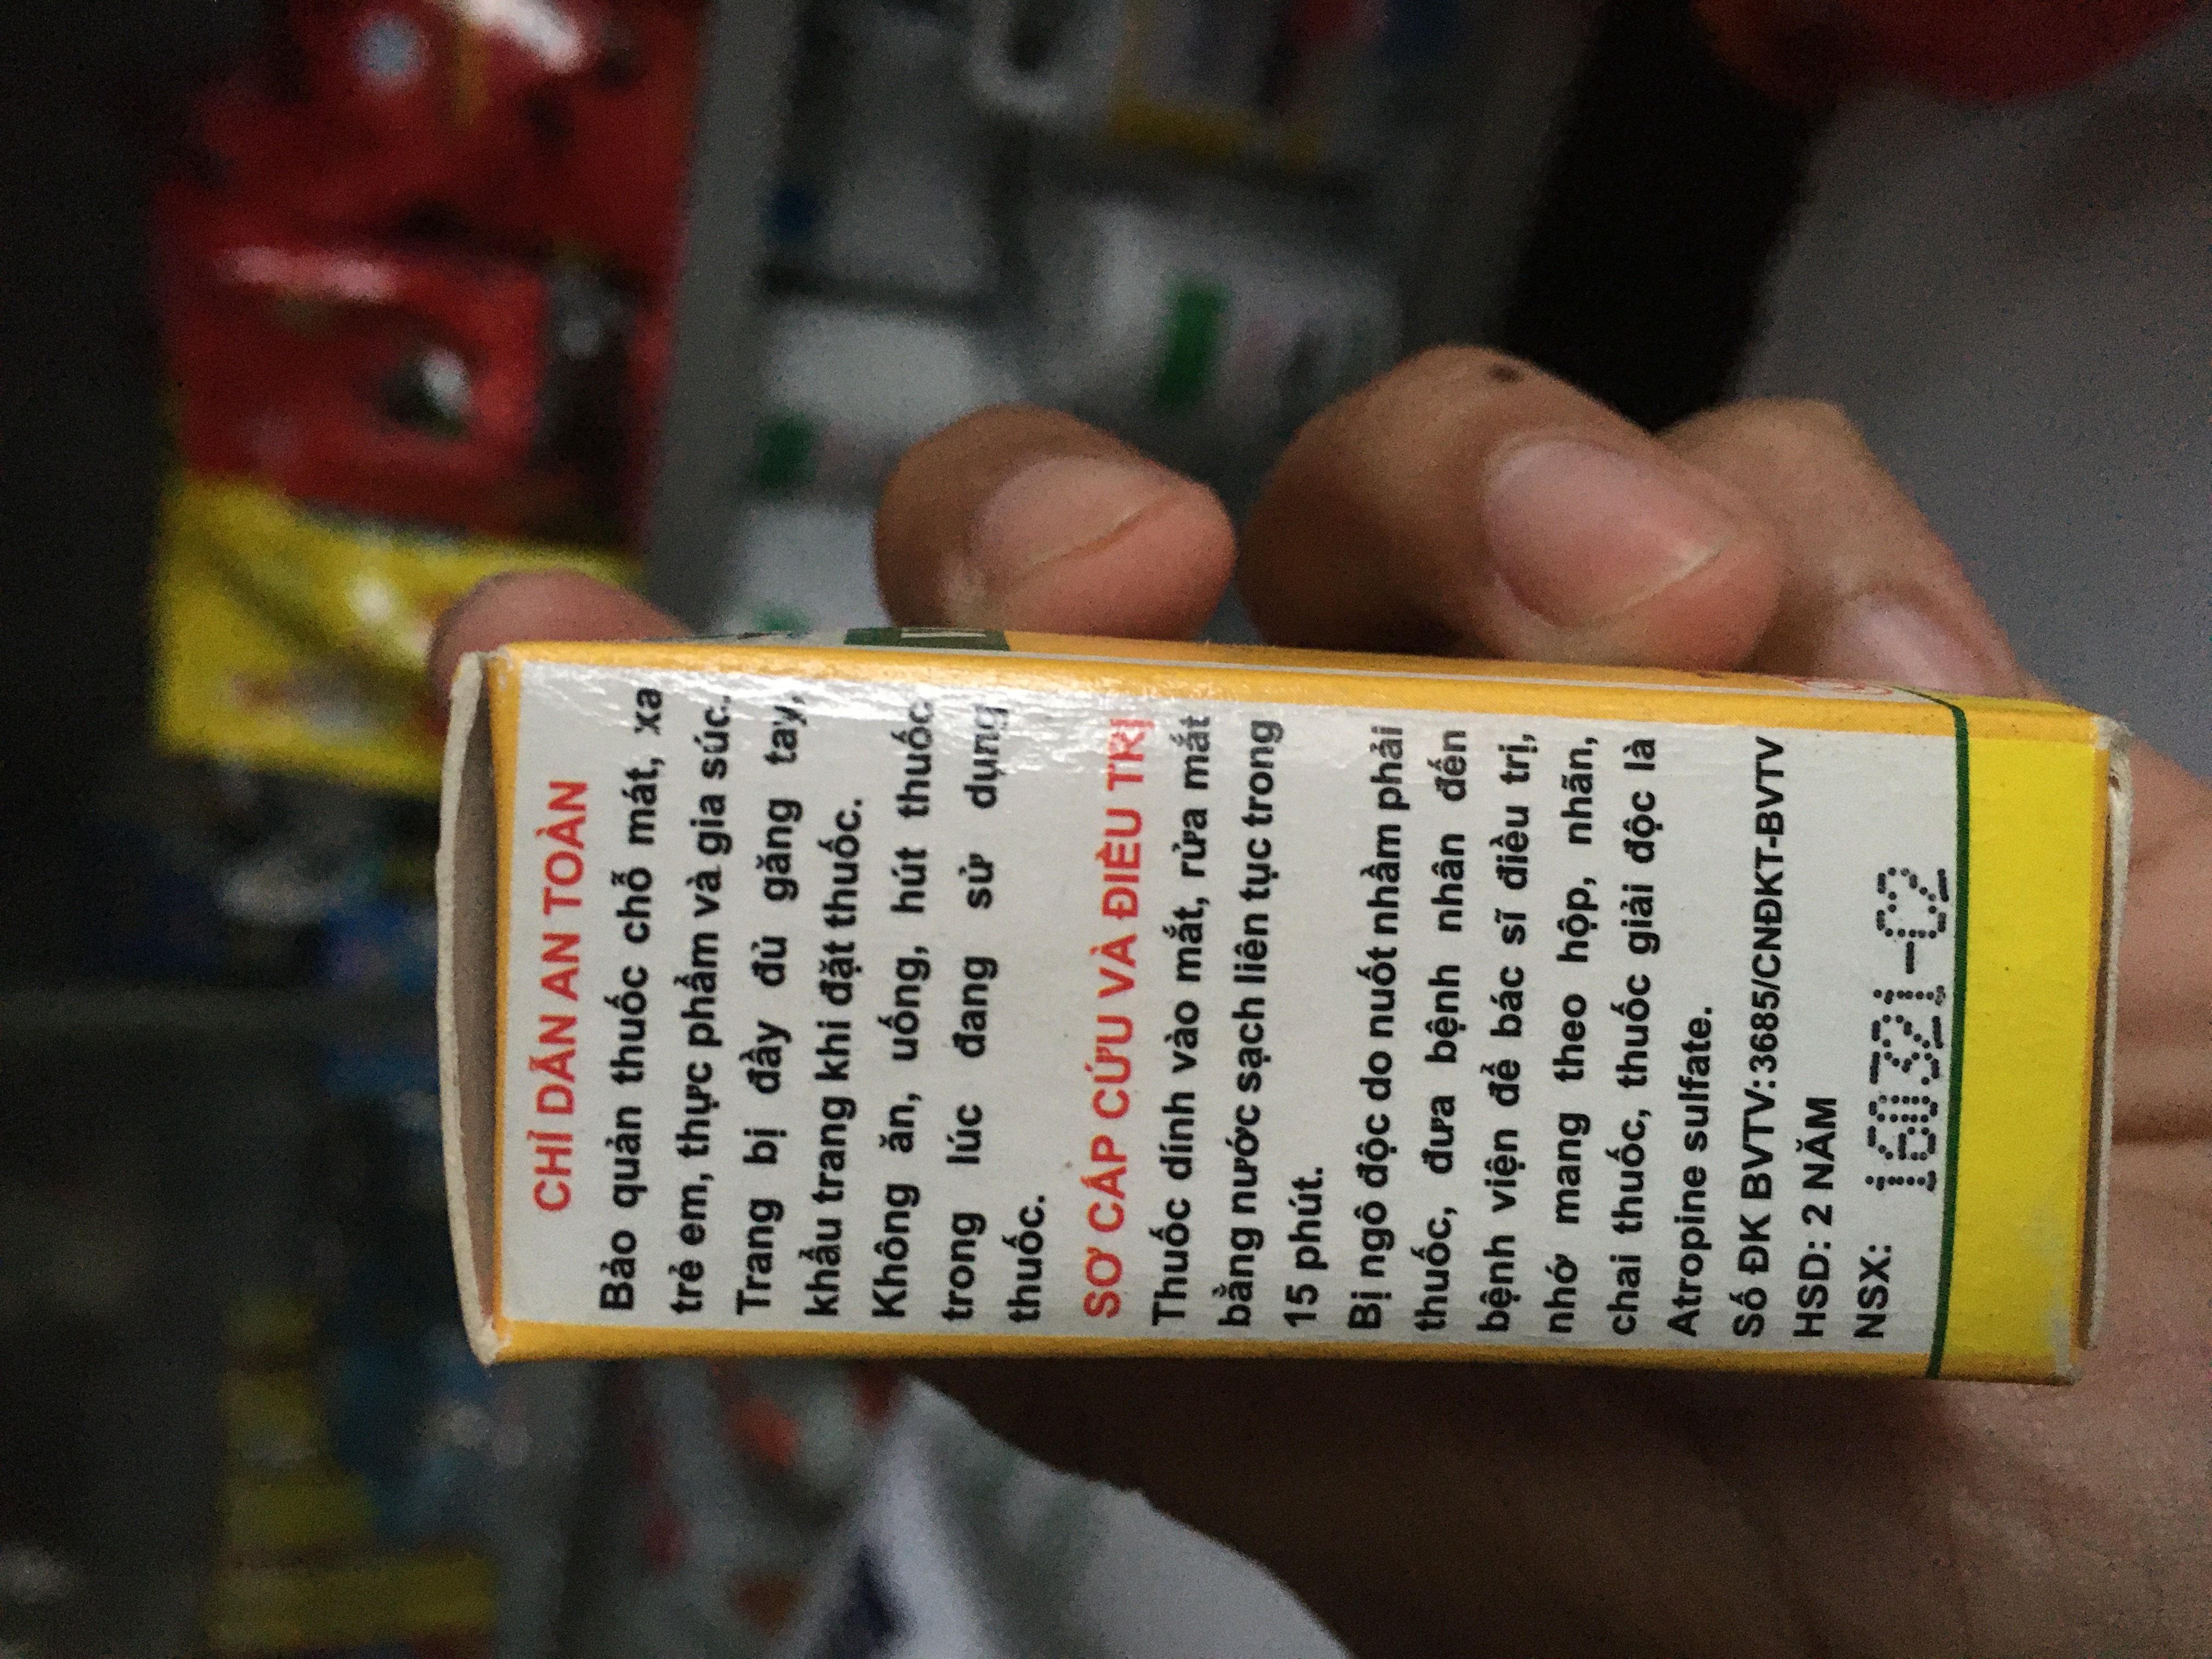 CHỈ DẪN AN TOÀN
Bảo quản thuốc chỗ mát, xa
trẻ em, thực phẩm và gia súc.
Trang bị đầy đủ găng tay,
khẩu trang khi đặt thuốc.
Không ăn, uống, hút thuốc
trong lúc đang sử dụng
thuốc.
SƠ CẤP CỨU VÀ ĐIỀU TRỊ
Thuốc dính vào mắt, rửa mắt
bằng nước sạch liên tục trong
15 phút.
Bị ngô độc do nuốt nhầm phải
thuốc, đưa bệnh nhân đến
bệnh viện để bác sĩ điều trị,
nhớ mang theo hộp, nhãn,
chai thuốc, thuốc giải độc là
Atropine sulfate.
Số ĐK BVTV:3685/CNĐKT-BVTV
HSD: 2 NĂM
NSX: 160321-02